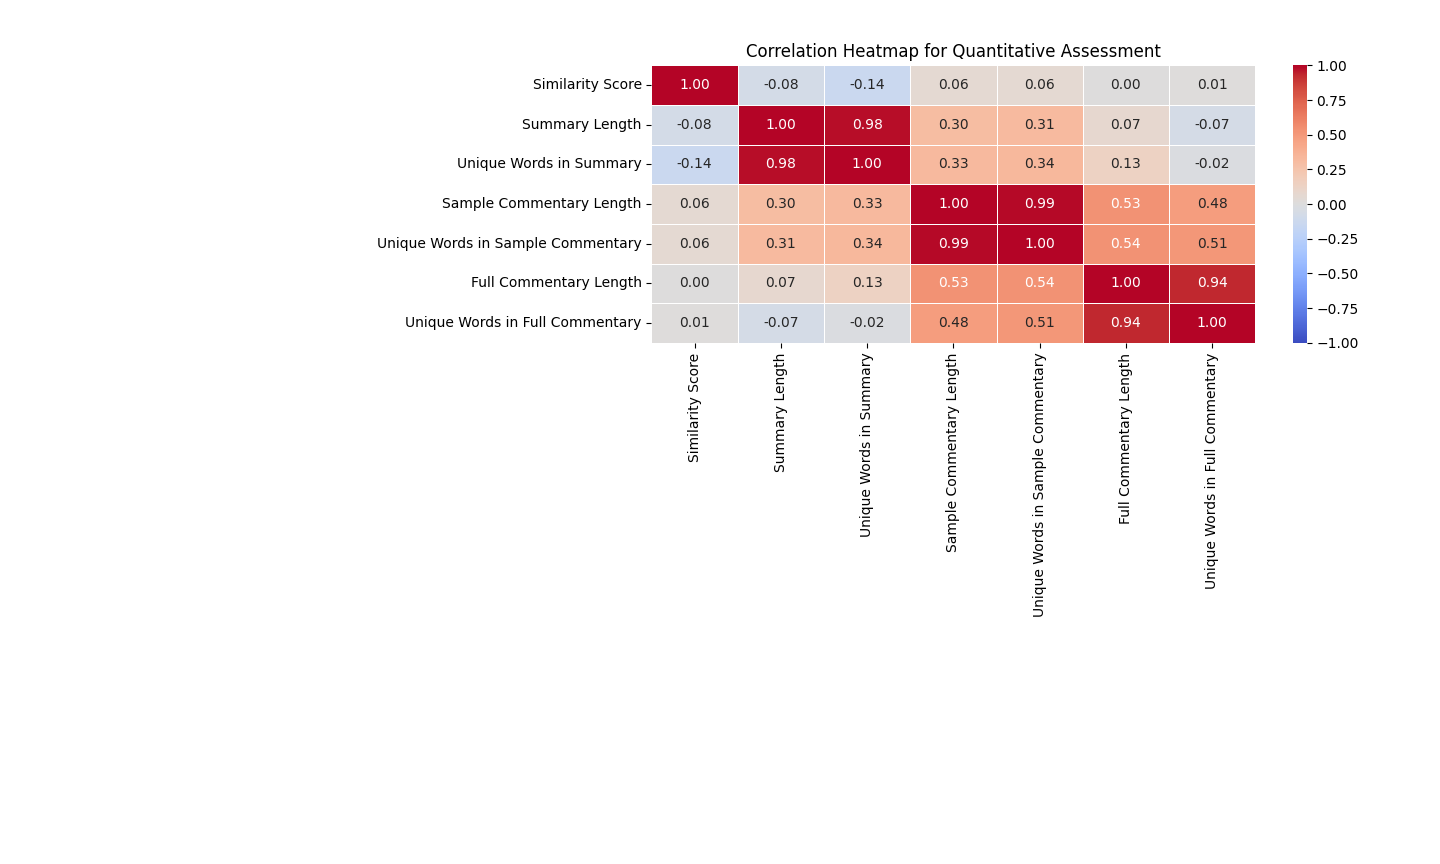 Correlation Heatmap for Quantitative Assessment
Similarity Score 1.00 -0.08 -0.14 0.06 0.06 0.00 0.01
Summary Length -0.08 1.00 0.98 0.30 0.31 0.07 -0.07
Unique Words in Summary -0.14 0.98 1.00 0.33 0.34 0.13 -0.02
Sample Commentary Length 0.06 0.30 0.33 1.00 0.99 0.53 0.48
Unique Words in Sample Commentary 0.06 0.31 0.34 0.99 1.00 0.54 0.51
Full Commentary Length 0.00 0.07 0.13 0.53 0.54 1.00 0.94
Unique Words in Full Commentary 0.01 -0.07 -0.02 0.48 0.51 0.94 1.00
Similarity Score
Summary Length
Unique Words in Summary
Sample Commentary Length
Unique Words in Sample Commentary
Full Commentary Length
Unique Words in Full Commentary
1.00
0.75
0.50
0.25
0.00
−0.25
−0.50
−0.75
−1.00